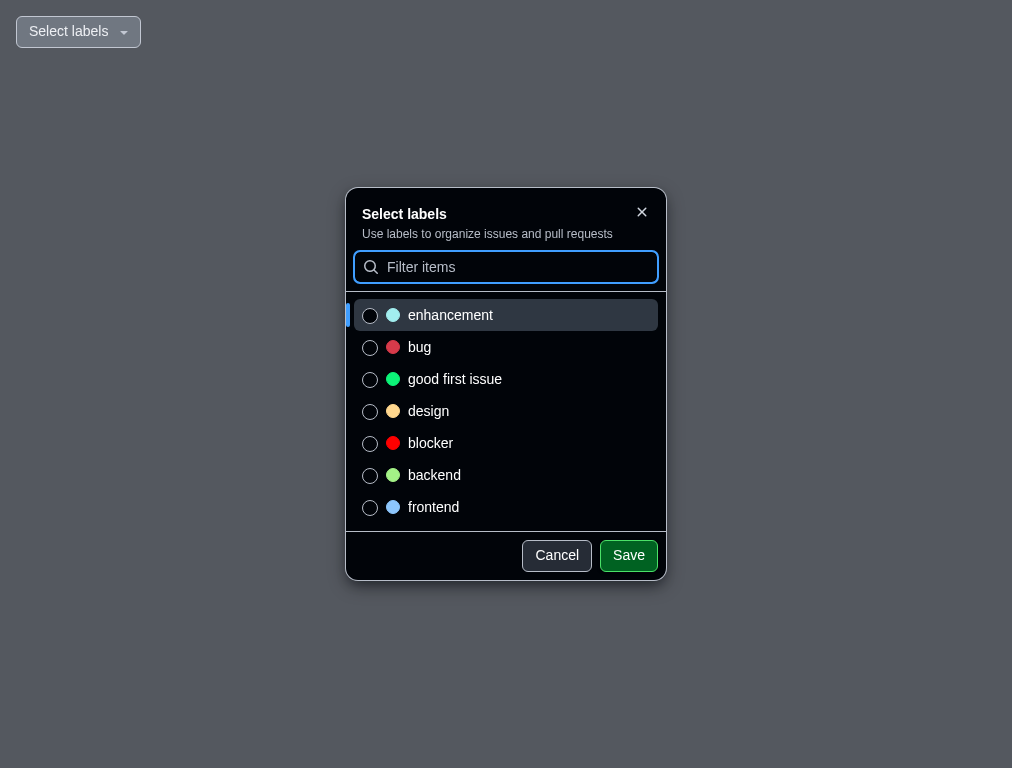 Select labels
Select labels
Use labels to organize issues and pull requests
Filter items
enhancement
bug
good first issue
design
blocker
backend
frontend
Cancel
Save